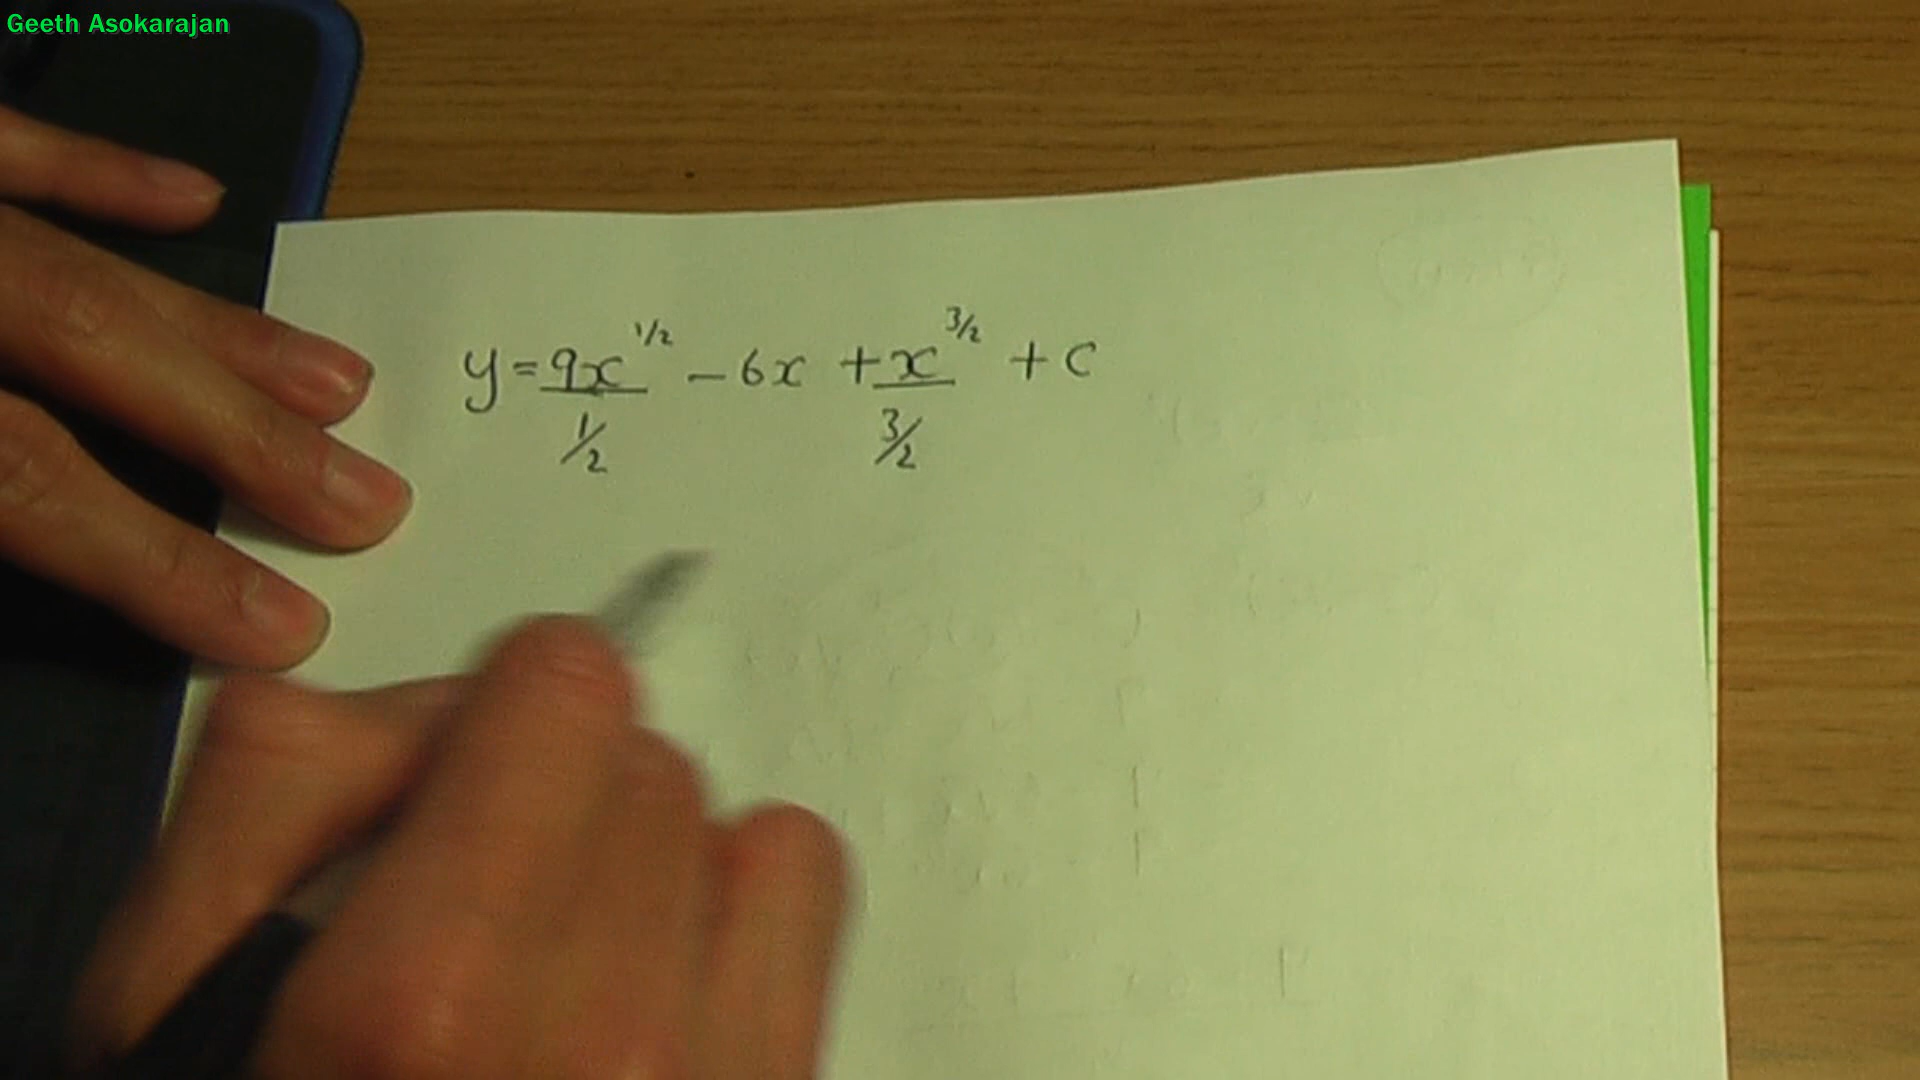 Geeth Asokarajan
y = 9x^1/2 / 1/2 - 6x + x^3/2 / 3/2 + c